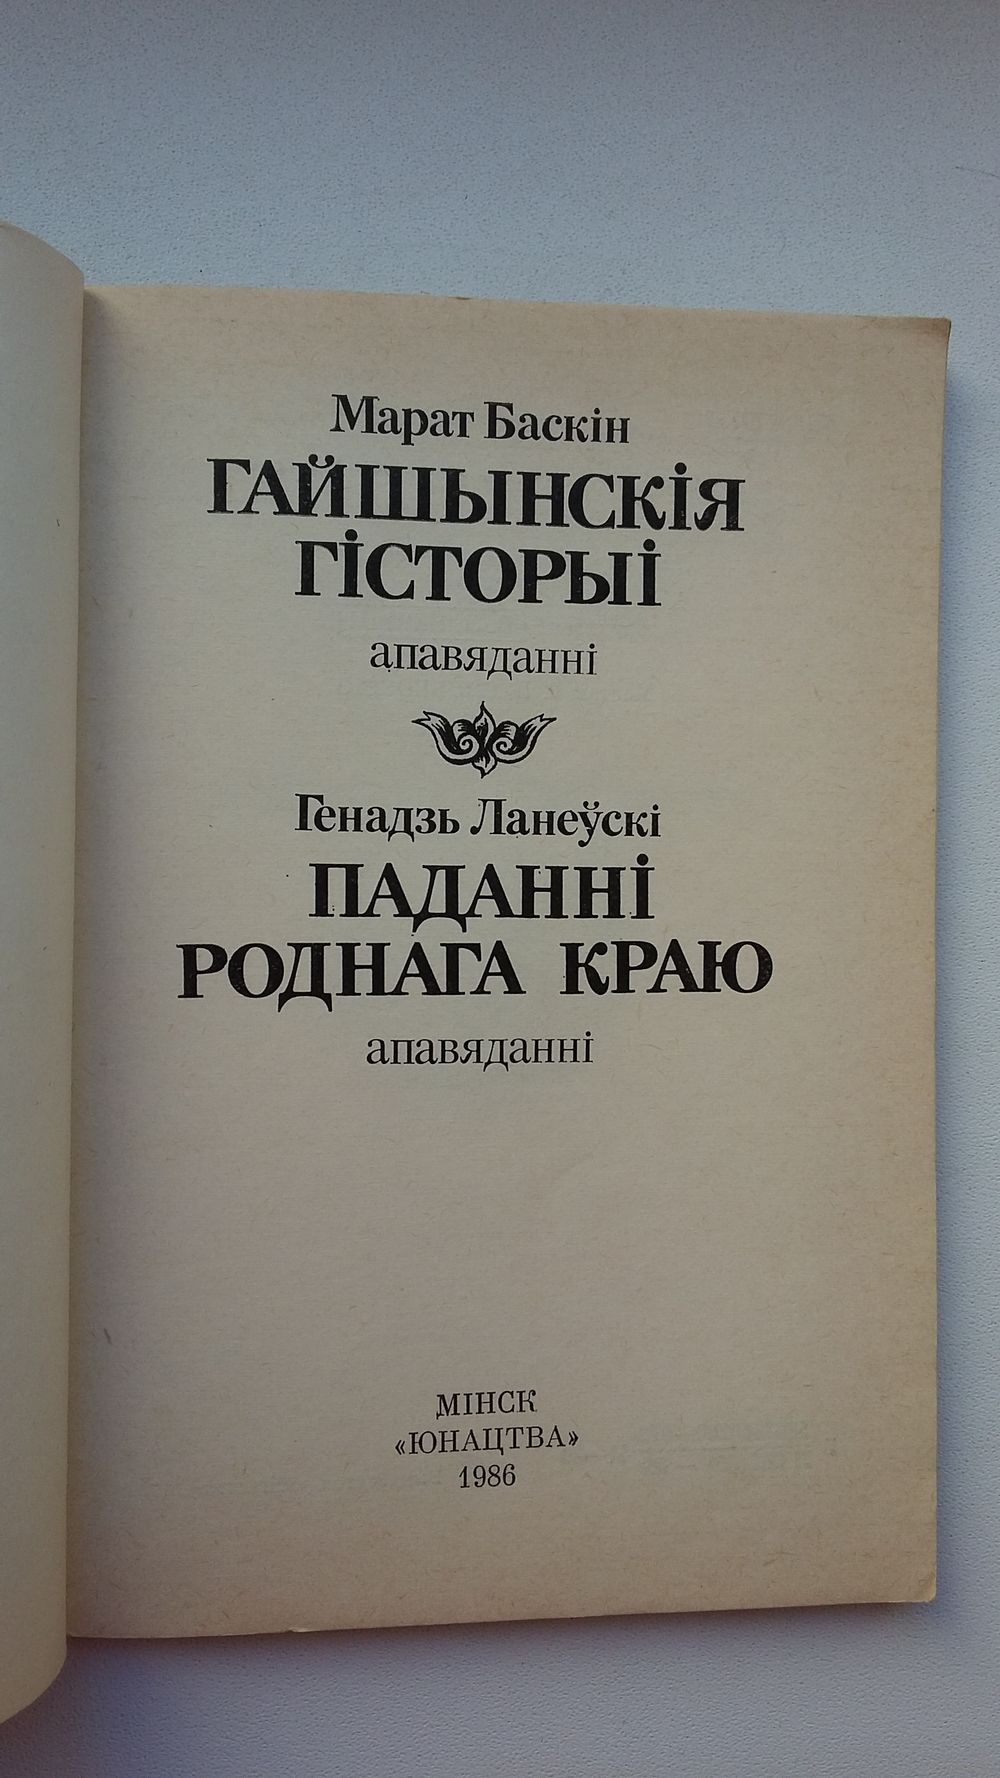 Марат Баскін
ГАЙШЫНСКІЯ
ГІСТОРЫІ
апавяданні
Генадзь Ланеўскі
ПАДАННІ
РОДНАГА КРАЮ
апавяданні
МІНСК
«ЮНАЦТВА»
1986